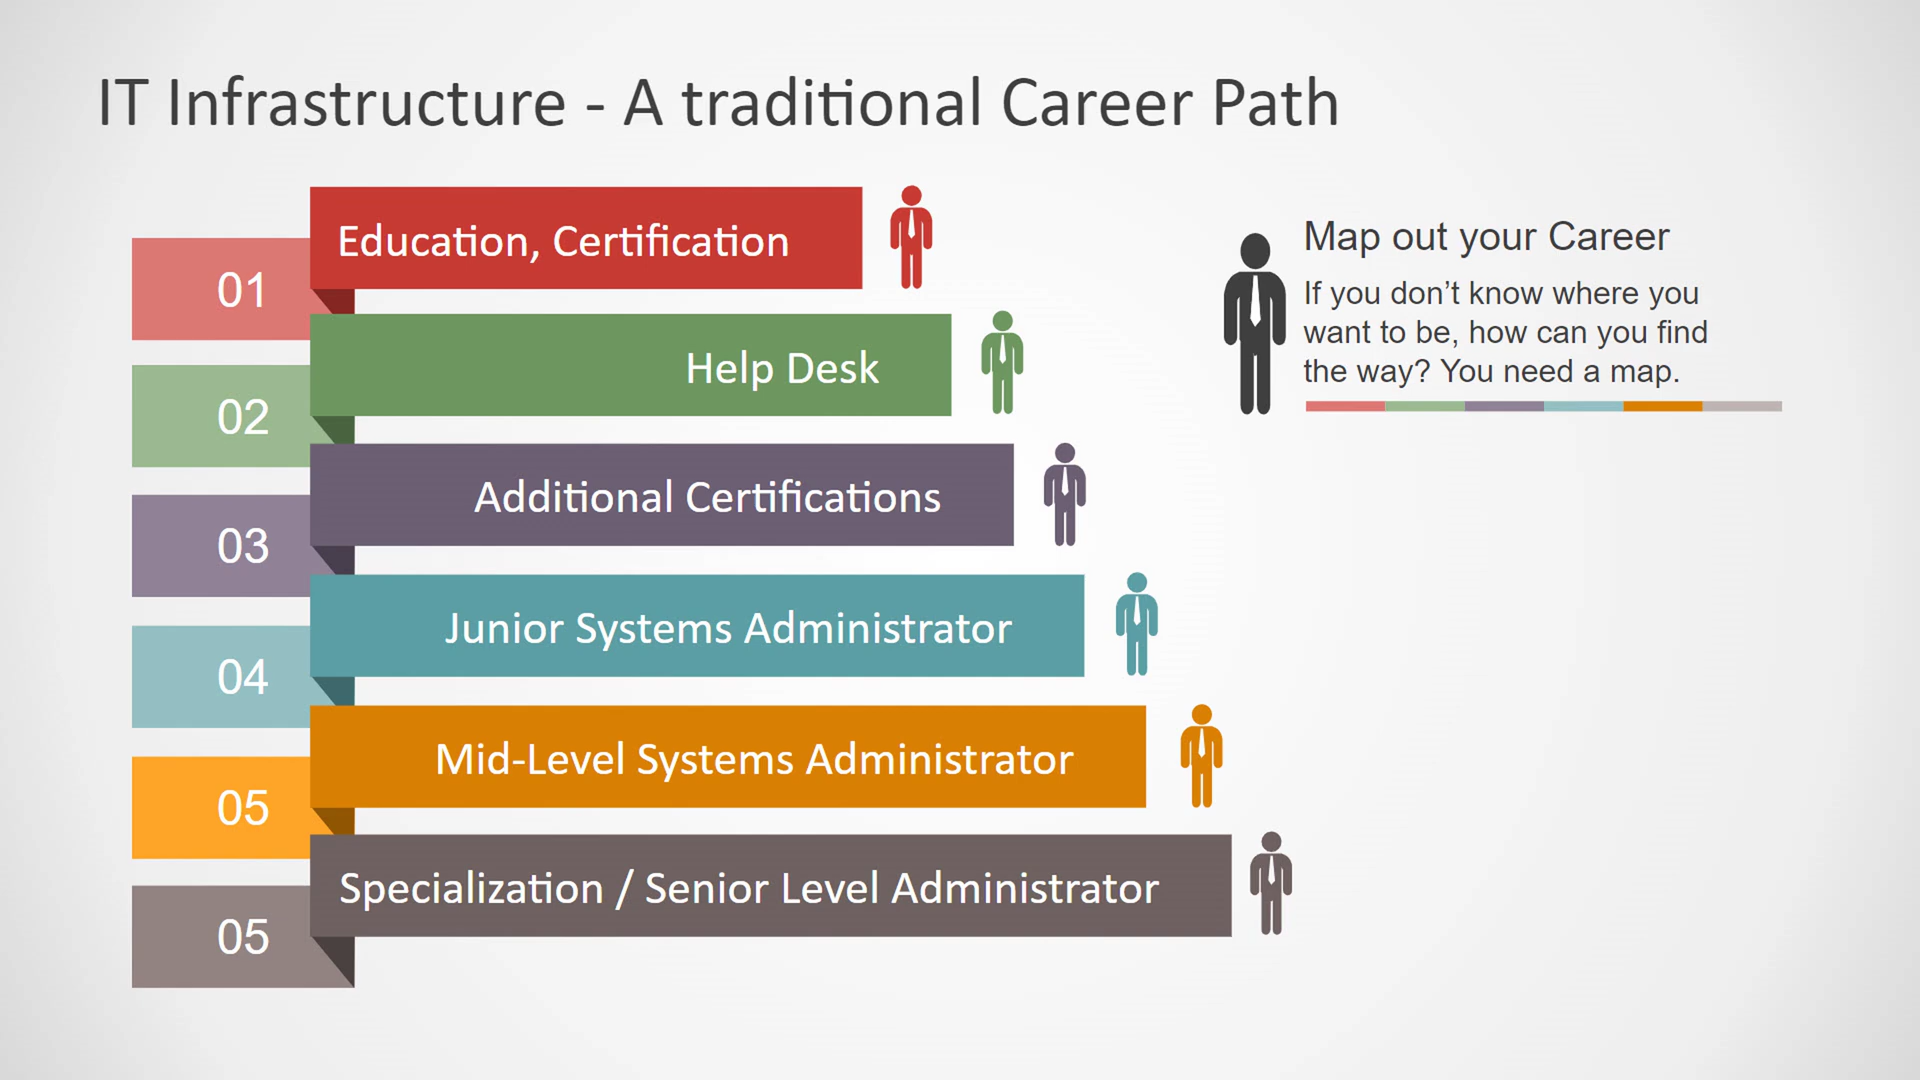 IT Infrastructure - A traditional Career Path
01
Education, Certification
02
Help Desk
03
Additional Certifications
04
Junior Systems Administrator
05
Mid-Level Systems Administrator
05
Specialization / Senior Level Administrator
Map out your Career
If you don’t know where you
want to be, how can you find
the way? You need a map.